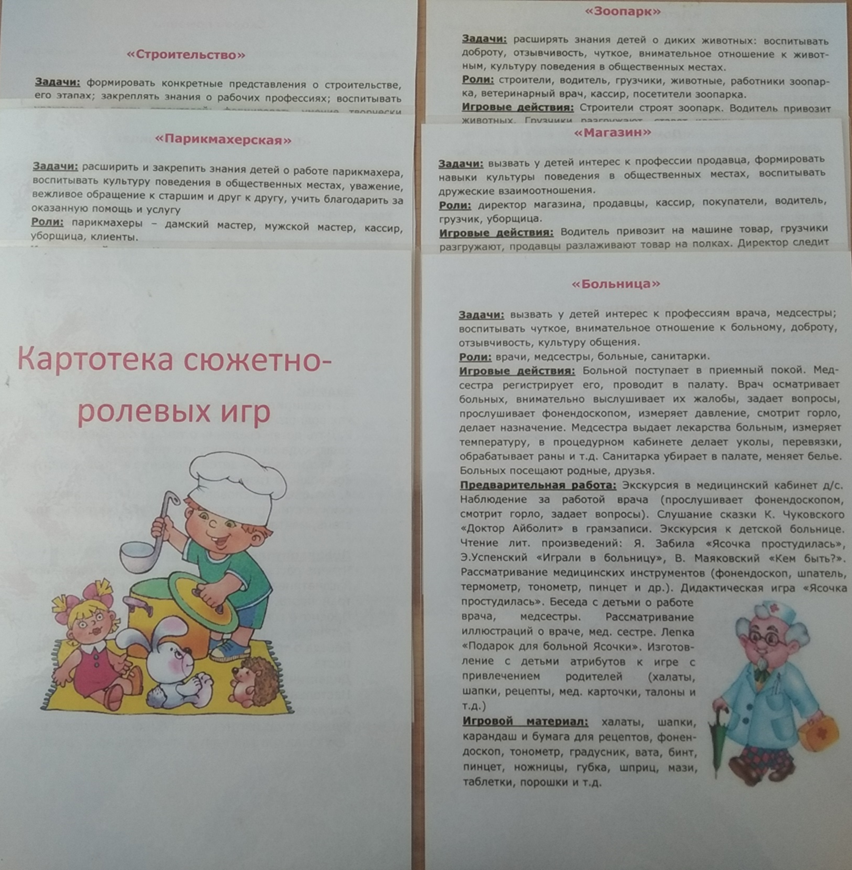 «Строительство»
Задачи: формировать конкретные представления о строительстве,
его этапах; закреплять знания о рабочих профессиях; воспитывать
«Парикмахерская»
Задачи: расширить и закрепить знания детей о работе парикмахера,
воспитывать культуру поведения в общественных местах, уважение,
вежливое обращение к старшим и друг к другу, учить благодарить за
оказанную помощь и услугу
Роли: парикмахеры – дамский мастер, мужской мастер, кассир,
уборщица, клиенты.
Картотека сюжетно-
ролевых игр
«Зоопарк»
Задачи: расширять знания детей о диких животных: воспитывать
доброту, отзывчивость, чуткое, внимательное отношение к живот-
ным, культуру поведения в общественных местах.
Роли: строители, водитель, грузчики, животные, работники зоопар-
ка, ветеринарный врач, кассир, посетители зоопарка.
Игровые действия: Строители строят зоопарк. Водитель привозит
животных. Грузчики разгружают,
«Магазин»
Задачи: вызвать у детей интерес к профессии продавца, формировать
навыки культуры поведения в общественных местах, воспитывать
дружеские взаимоотношения.
Роли: директор магазина, продавцы, кассир, покупатели, водитель,
грузчик, уборщица.
Игровые действия: Водитель привозит на машине товар, грузчики
разгружают, продавцы разлаживают товар на полках. Директор следит
«Больница»
Задачи: вызвать у детей интерес к профессиям врача, медсестры;
воспитывать чуткое, внимательное отношение к больному, доброту,
отзывчивость, культуру общения.
Роли: врачи, медсестры, больные, санитарки.
Игровые действия: Больной поступает в приемный покой. Мед-
сестра регистрирует его, проводит в палату. Врач осматривает
больных, внимательно выслушивает их жалобы, задает вопросы,
прослушивает фонендоскопом, измеряет давление, смотрит горло,
делает назначение. Медсестра выдает лекарства больным, измеряет
температуру, в процедурном кабинете делает уколы, перевязки,
обрабатывает раны и т.д. Санитарка убирает в палате, меняет белье.
Больных посещают родные, друзья.
Предварительная работа: Экскурсия в медицинский кабинет д/с.
Наблюдение за работой врача (прослушивает фонендоскопом,
смотрит горло, задает вопросы). Слушание сказки К. Чуковского
«Доктор Айболит» в грамзаписи. Экскурсия к детской больнице.
Чтение лит. произведений: Я. Забила «Ясочка простудилась»,
Э.Успенский «Играли в больницу», В. Маяковский «Кем быть?».
Рассматривание медицинских инструментов (фонендоскоп, шпатель,
термометр, тонометр, пинцет и др.). Дидактическая игра «Ясочка
простудилась». Беседа с детьми о работе
врача, медсестры. Рассматривание
иллюстраций о враче, мед. сестре. Лепка
«Подарок для больной Ясочки». Изготов-
ление с детьми атрибутов к игре с
привлечением родителей (халаты,
шапки, рецепты, мед. карточки, талоны и
т.д.)
Игровой материал: халаты, шапки,
карандаш и бумага для рецептов, фонен-
доскоп, тонометр, градусник, вата, бинт,
пинцет, ножницы, губка, шприц, мази,
таблетки, порошки и т.д.